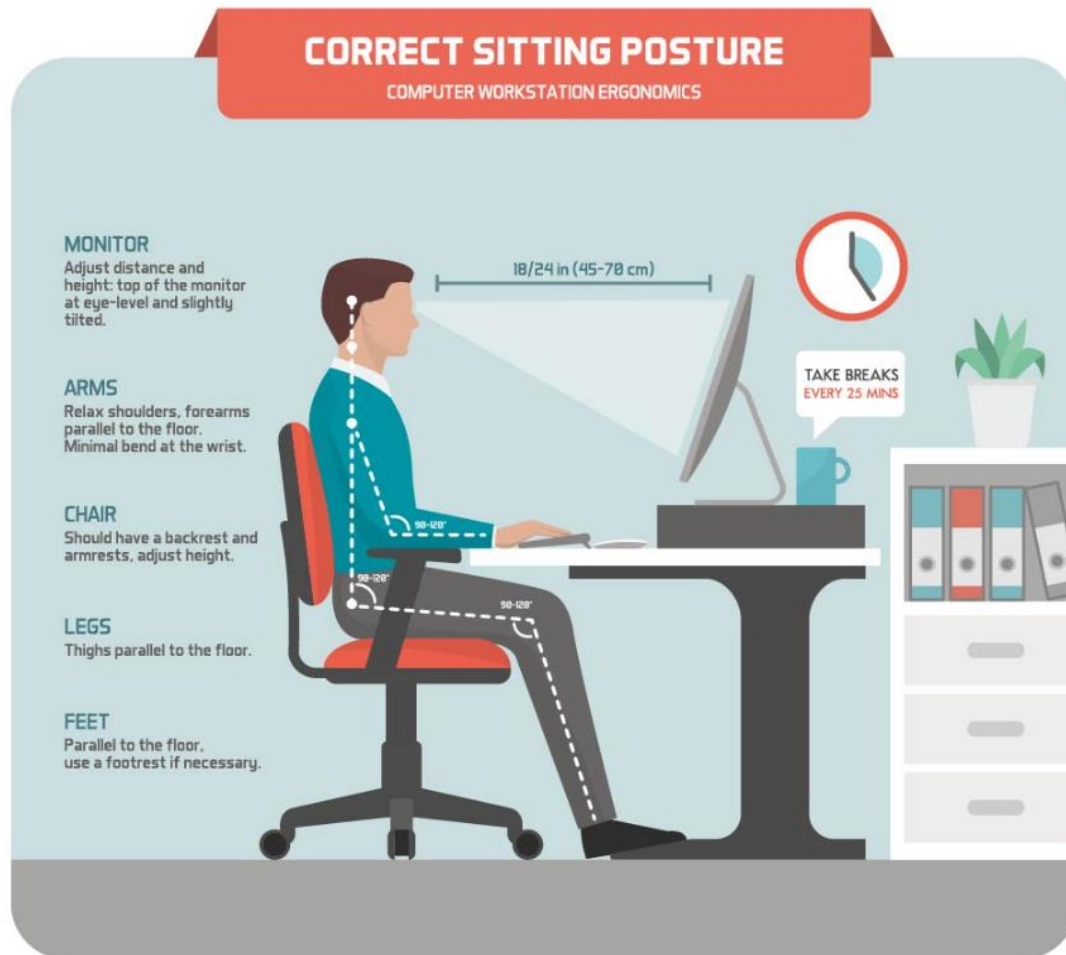 CORRECT SITTING POSTURE
COMPUTER WORKSTATION ERGONOMICS
MONITOR
Adjust distance and
height: top of the monitor
at eye-level and slightly
tilted.
ARMS
Relax shoulders, forearms
parallel to the floor.
Minimal bend at the wrist.
CHAIR
Should have a backrest and
armrests, adjust height.
LEGS
Thighs parallel to the floor.
FEET
Parallel to the floor,
use a footrest if necessary.
18/24 in (45-70 cm)
TAKE BREAKS
EVERY 25 MINS
90-120°
90-120°
90-120°